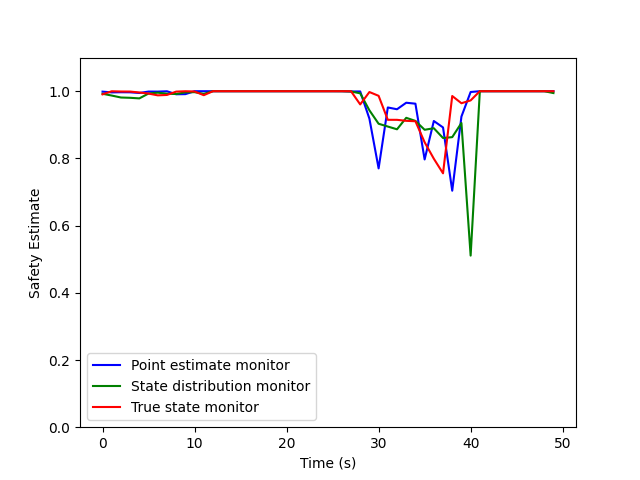 1.0
0.8
0.6
0.4
0.2
0.0
Safety Estimate
Point estimate monitor
State distribution monitor
True state monitor
0 10 20 30 40 50
Time (s)